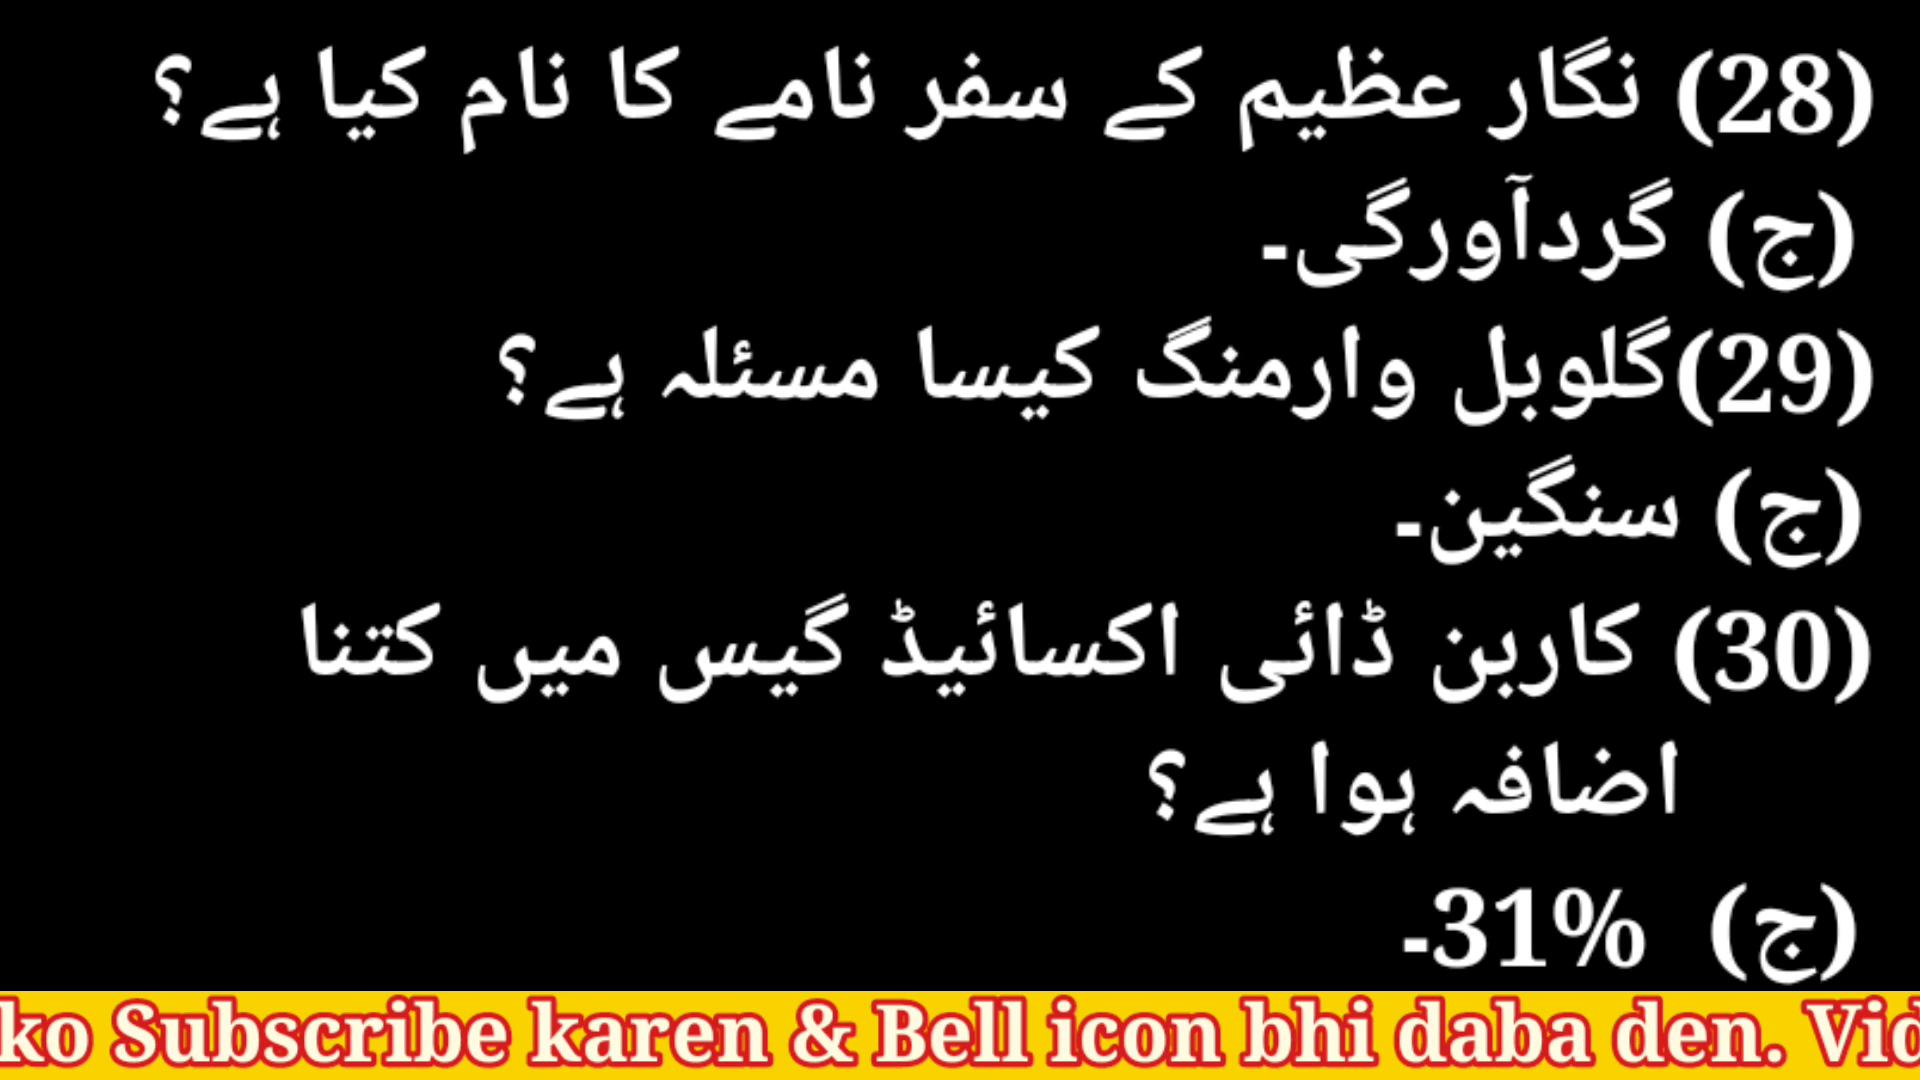 (28) نگار عظیم کے سفر نامے کا نام کیا ہے؟
(ج) گردآورگی۔
(29)گلوبل وارمنگ کیسا مسئلہ ہے؟
(ج) سنگین۔
(30) کاربن ڈائی اکسائیڈ گیس میں کتنا
اضافہ ہوا ہے؟
(ج) 31%۔
ko Subscribe karen & Bell icon bhi daba den. Vid